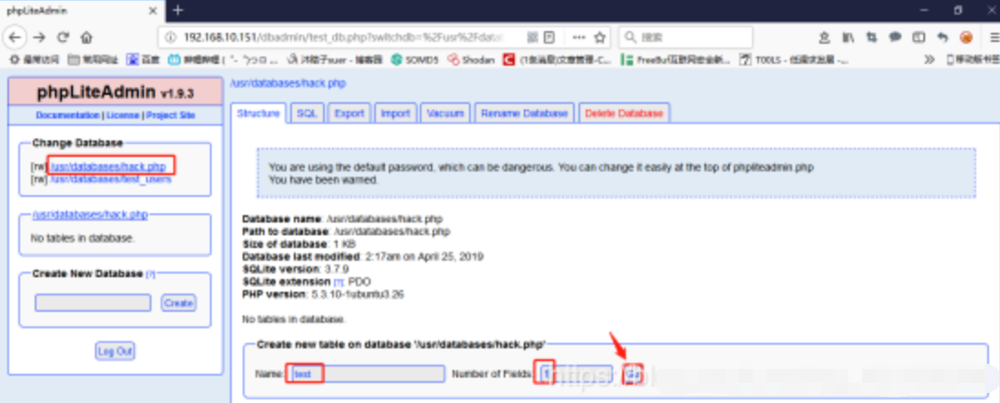 phpLiteAdmin
192.168.10.151/dbadmin/test_db.php?switchdb=%2Fusr%2Fdatab
搜索
最常访问 常用网址 百度 SOMD5 Shodan FreeBuf互联网安全新... TOOLS - 低调求发展 -... 移动版书签
phpLiteAdmin v1.9.3
Documentation | License | Project Site
Change Database
[rw] /usr/databases/hack.php
[rw] /usr/databases/test_users
/usr/databases/hack.php
No tables in database.
Create New Database [?]
Create
Log Out
/usr/databases/hack.php
Structure SQL Export Import Vacuum Rename Database Delete Database
You are using the default password, which can be dangerous. You can change it easily at the top of phpliteadmin.php
You have been warned.
Database name: /usr/databases/hack.php
Path to database: /usr/databases/hack.php
Size of database: 1 KB
Database last modified: 2:17am on April 25, 2019
SQLite version: 3.7.9
SQLite extension [?]: PDO
PHP version: 5.3.10-1ubuntu3.26
No tables in database.
Create new table on database '/usr/databases/hack.php'
Name: test Number of Fields: 1 Go
https://bl